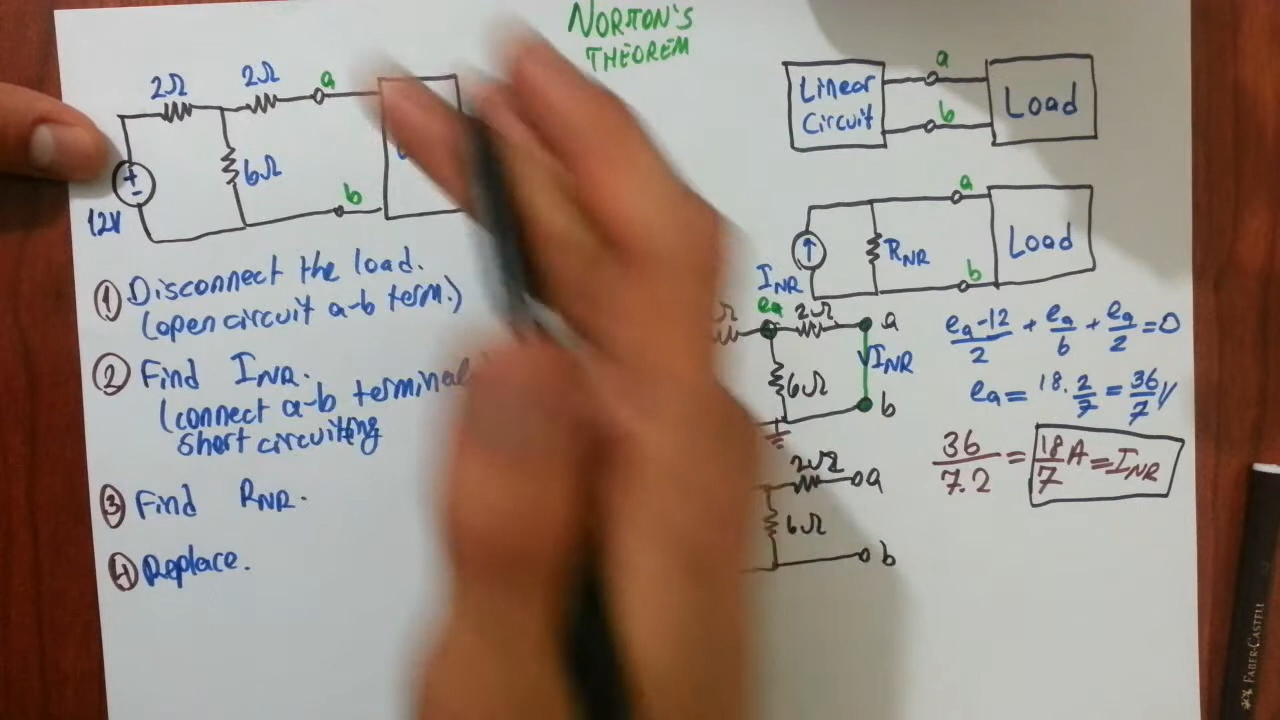 NORTON'S
THEOREM
2Ω 2Ω a
6Ω
b
12V
① Disconnect the load.
(open circuit a-b term.)
② Find INR.
(connect a-b terminal
short circuiting
③ Find RNR.
④ Replace.
Linear
Circuit
a
b
Load
a
INR
RNR
b
Load
ea 2Ω a
6Ω
INR
b
(ea-12)/2 + ea/6 + ea/2 = 0
ea = 18 . 2/7 = 36/7 V
36/7.2 = 18/7 A = INR
2Ω a
6Ω
b
FABER-CASTELL